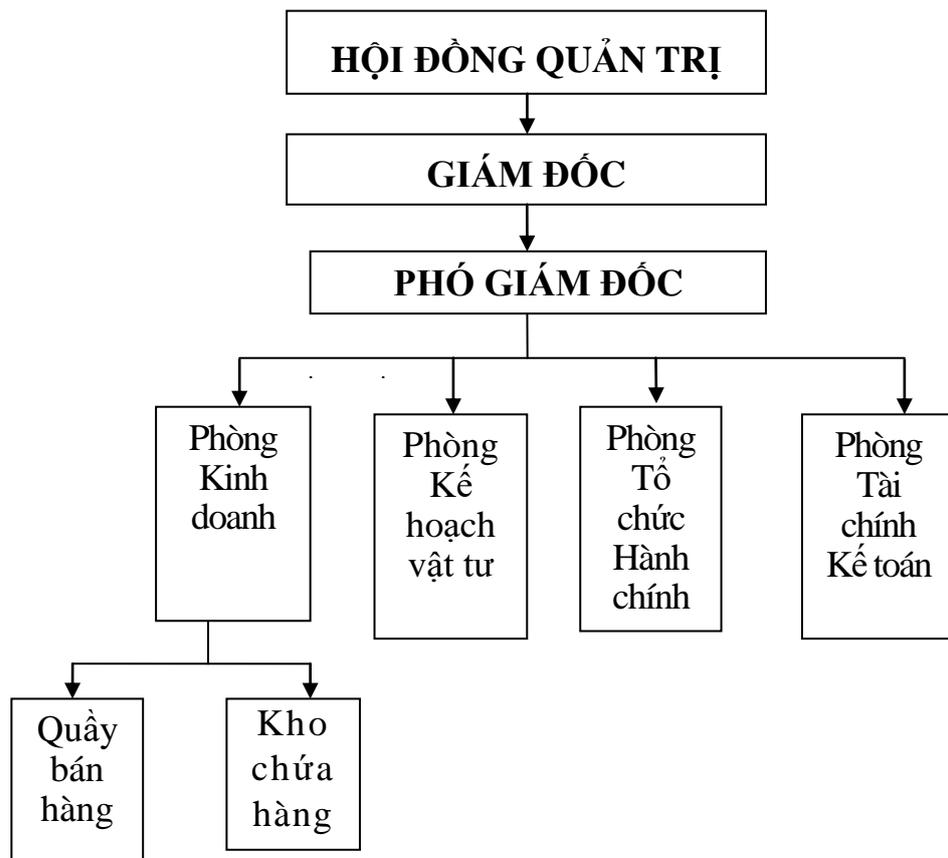 HỘI ĐỒNG QUẢN TRỊ
GIÁM ĐỐC
PHÓ GIÁM ĐỐC
Phòng
Kinh
doanh
Phòng
Kế
hoạch
vật tư
Phòng
Tổ
chức
Hành
chính
Phòng
Tài
chính
Kế toán
Quầy
bán
hàng
Kho
chứa
hàng